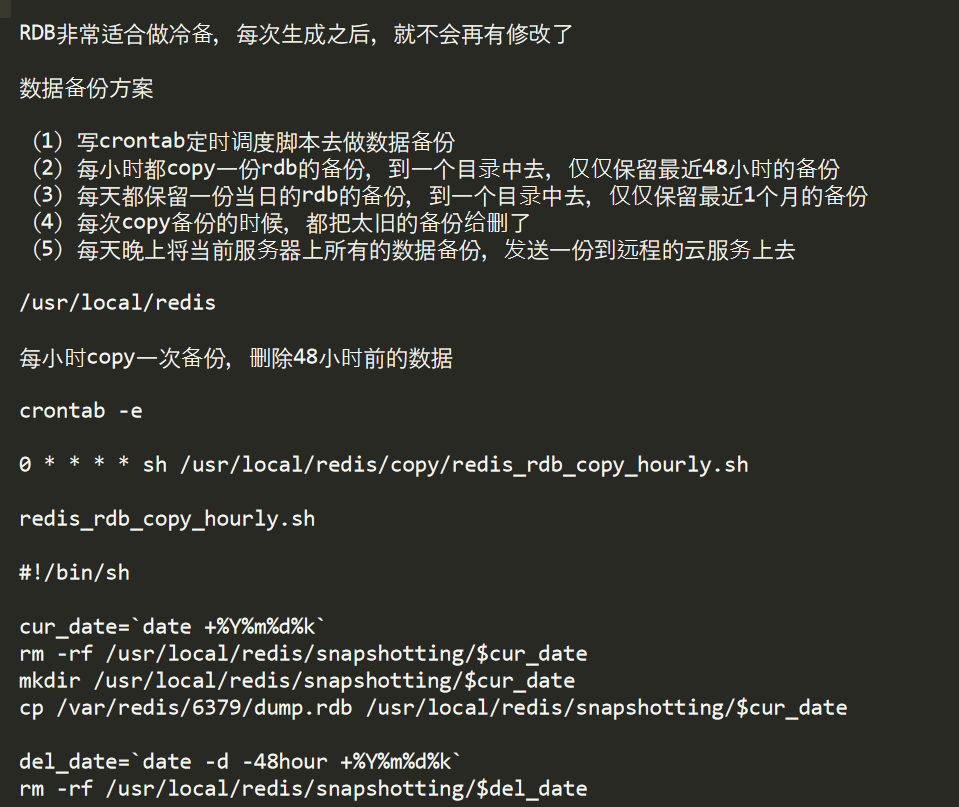 RDB非常适合做冷备，每次生成之后，就不会再有修改了
数据备份方案
（1）写crontab定时调度脚本去做数据备份
（2）每小时都copy一份rdb的备份，到一个目录中去，仅仅保留最近48小时的备份
（3）每天都保留一份当日的rdb的备份，到一个目录中去，仅仅保留最近1个月的备份
（4）每次copy备份的时候，都把太旧的备份给删了
（5）每天晚上将当前服务器上所有的数据备份，发送一份到远程的云服务上去
/usr/local/redis
每小时copy一次备份，删除48小时前的数据
crontab -e
0 * * * * sh /usr/local/redis/copy/redis_rdb_copy_hourly.sh
redis_rdb_copy_hourly.sh
#!/bin/sh
cur_date=`date +%Y%m%d%k`
rm -rf /usr/local/redis/snapshotting/$cur_date
mkdir /usr/local/redis/snapshotting/$cur_date
cp /var/redis/6379/dump.rdb /usr/local/redis/snapshotting/$cur_date
del_date=`date -d -48hour +%Y%m%d%k`
rm -rf /usr/local/redis/snapshotting/$del_date